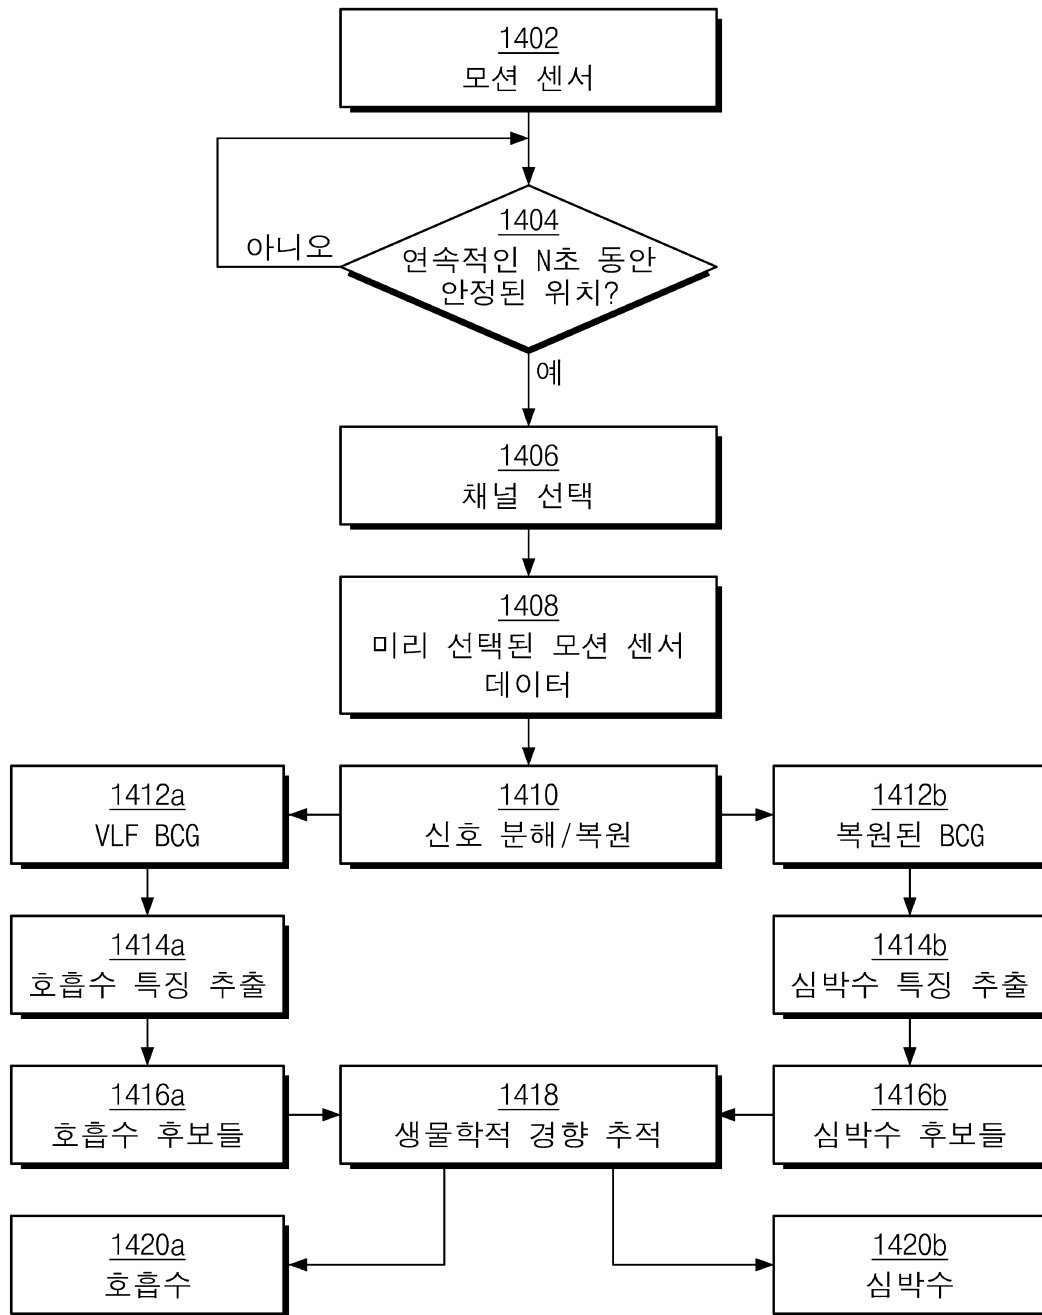 1402
모션 센서
1404
아니오
연속적인 N초 동안
안정된 위치?
예
1406
채널 선택
1408
미리 선택된 모션 센서
데이터
1412a
VLF BCG
1410
신호 분해/복원
1412b
복원된 BCG
1414a
호흡수 특징 추출
1414b
심박수 특징 추출
1416a
호흡수 후보들
1418
생물학적 경향 추적
1416b
심박수 후보들
1420a
호흡수
1420b
심박수